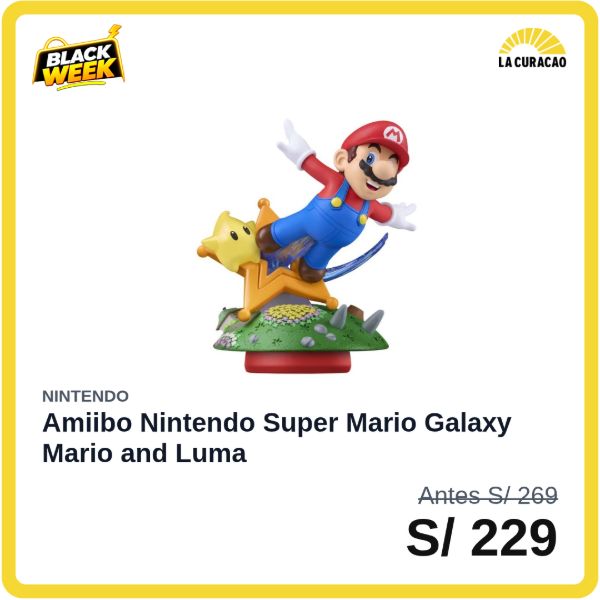 BLACK
WEEK
LA CURACAO
M
NINTENDO
Amiibo Nintendo Super Mario Galaxy
Mario and Luma
Antes S/ 269
S/ 229